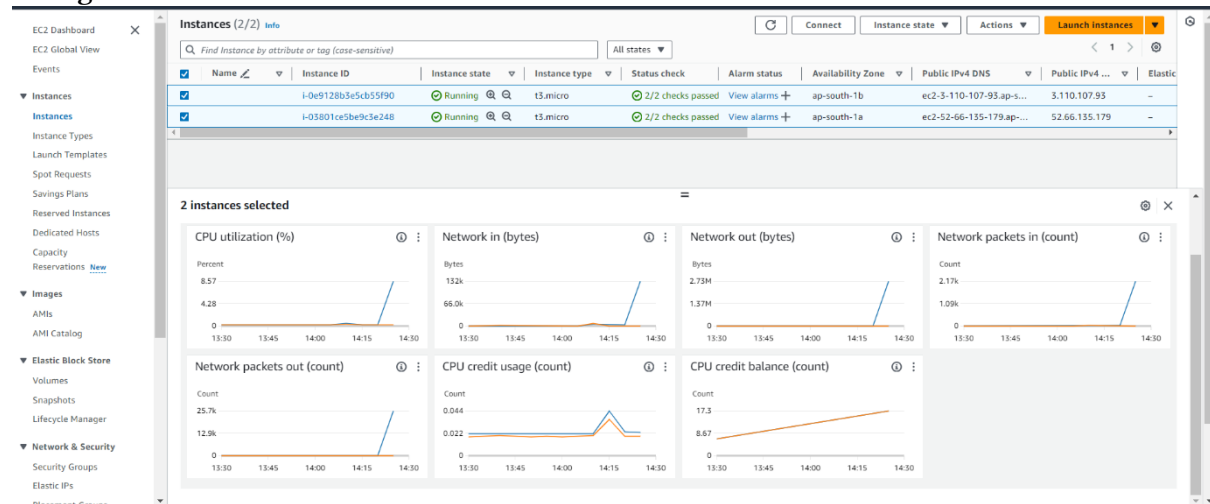 EC2 Dashboard
EC2 Global View
Events
Instances
Instances
Instance Types
Launch Templates
Spot Requests
Savings Plans
Reserved Instances
Dedicated Hosts
Capacity
Reservations New
Images
AMIs
AMI Catalog
Elastic Block Store
Volumes
Snapshots
Lifecycle Manager
Network & Security
Security Groups
Elastic IPs
Instances (2/2) Info
Connect Instance state Actions Launch instances
Find Instance by attribute or tag (case-sensitive) All states 1
Name Instance ID Instance state Instance type Status check Alarm status Availability Zone Public IPv4 DNS Public IPv4 ... Elastic
i-0e9128b3e5cb55f90 Running t3.micro 2/2 checks passed View alarms + ap-south-1b ec2-3-110-107-93.ap-s... 3.110.107.93 –
i-03801ce5be9c3e248 Running t3.micro 2/2 checks passed View alarms + ap-south-1a ec2-52-66-135-179.ap-... 52.66.135.179 –
2 instances selected
CPU utilization (%)
Percent
8.57
4.28
0
13:30 13:45 14:00 14:15 14:30
Network in (bytes)
Bytes
132k
66.0k
0
13:30 13:45 14:00 14:15 14:30
Network out (bytes)
Bytes
2.73M
1.37M
0
13:30 13:45 14:00 14:15 14:30
Network packets in (count)
Count
2.17k
1.09k
0
13:30 13:45 14:00 14:15 14:30
Network packets out (count)
Count
25.7k
12.9k
0
13:30 13:45 14:00 14:15 14:30
CPU credit usage (count)
Count
0.044
0.022
0
13:30 13:45 14:00 14:15 14:30
CPU credit balance (count)
Count
17.3
8.67
0
13:30 13:45 14:00 14:15 14:30